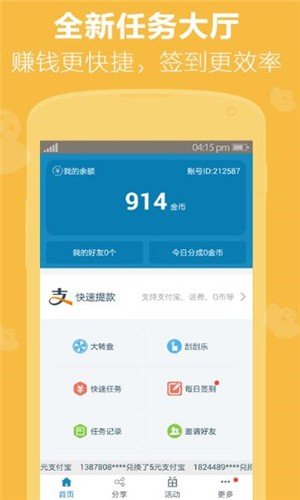 全新任务大厅
赚钱更快捷，签到更效率
04:15 pm
我的余额 账号ID:212587
914金币
我的好友0个 今日分成0金币
支 快速提款 支持支付宝、话费、Q币等
大转盘 刮刮乐
快速任务 每日签到
任务记录 邀请好友
元支付宝 1387808****兑换了5元支付宝 1824489****兑换
首页 分享 活动 更多